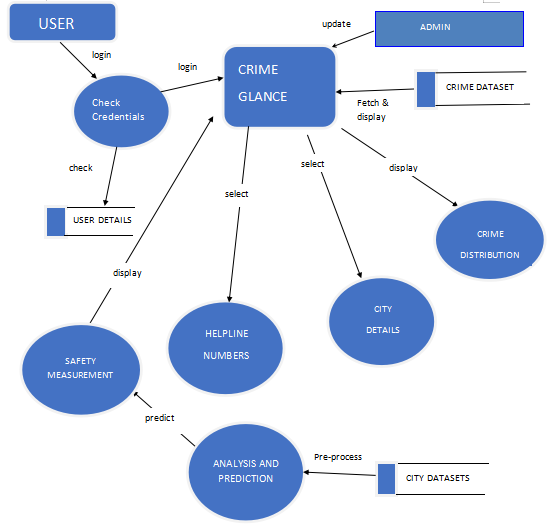 USER
update
ADMIN
login
login
CRIME
GLANCE
CRIME DATASET
Check
Credentials
Fetch &
display
check
select
select
display
USER DETAILS
CRIME
DISTRIBUTION
display
CITY
DETAILS
HELPLINE
NUMBERS
SAFETY
MEASUREMENT
predict
ANALYSIS AND
PREDICTION
Pre-process
CITY DATASETS